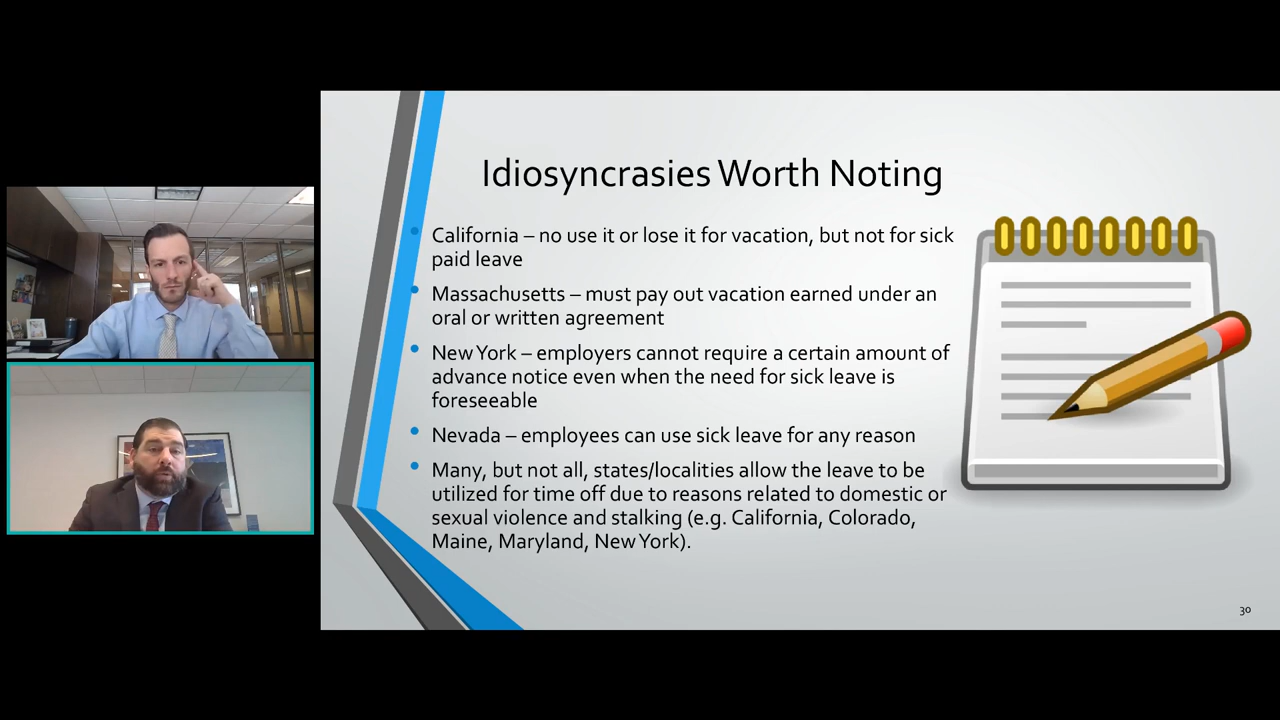 Idiosyncrasies Worth Noting
• California – no use it or lose it for vacation, but not for sick
paid leave
• Massachusetts – must pay out vacation earned under an
oral or written agreement
• New York – employers cannot require a certain amount of
advance notice even when the need for sick leave is
foreseeable
• Nevada – employees can use sick leave for any reason
• Many, but not all, states/localities allow the leave to be
utilized for time off due to reasons related to domestic or
sexual violence and stalking (e.g. California, Colorado,
Maine, Maryland, New York).
30